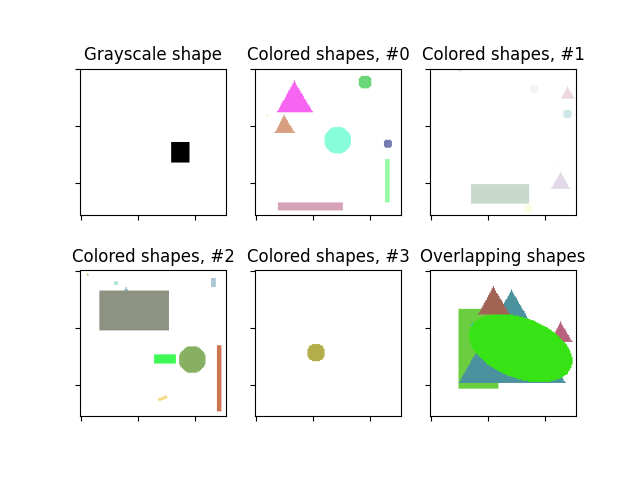 Grayscale shape
Colored shapes, #0
Colored shapes, #1
Colored shapes, #2
Colored shapes, #3
Overlapping shapes